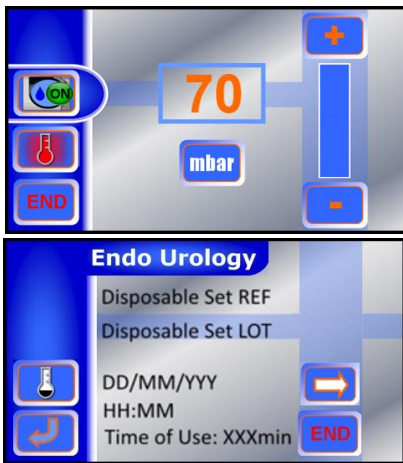 +
ON
70
mbar
END
-
Endo Urology
Disposable Set REF
Disposable Set LOT
DD/MM/YYY
HH:MM
Time of Use: XXXmin
END